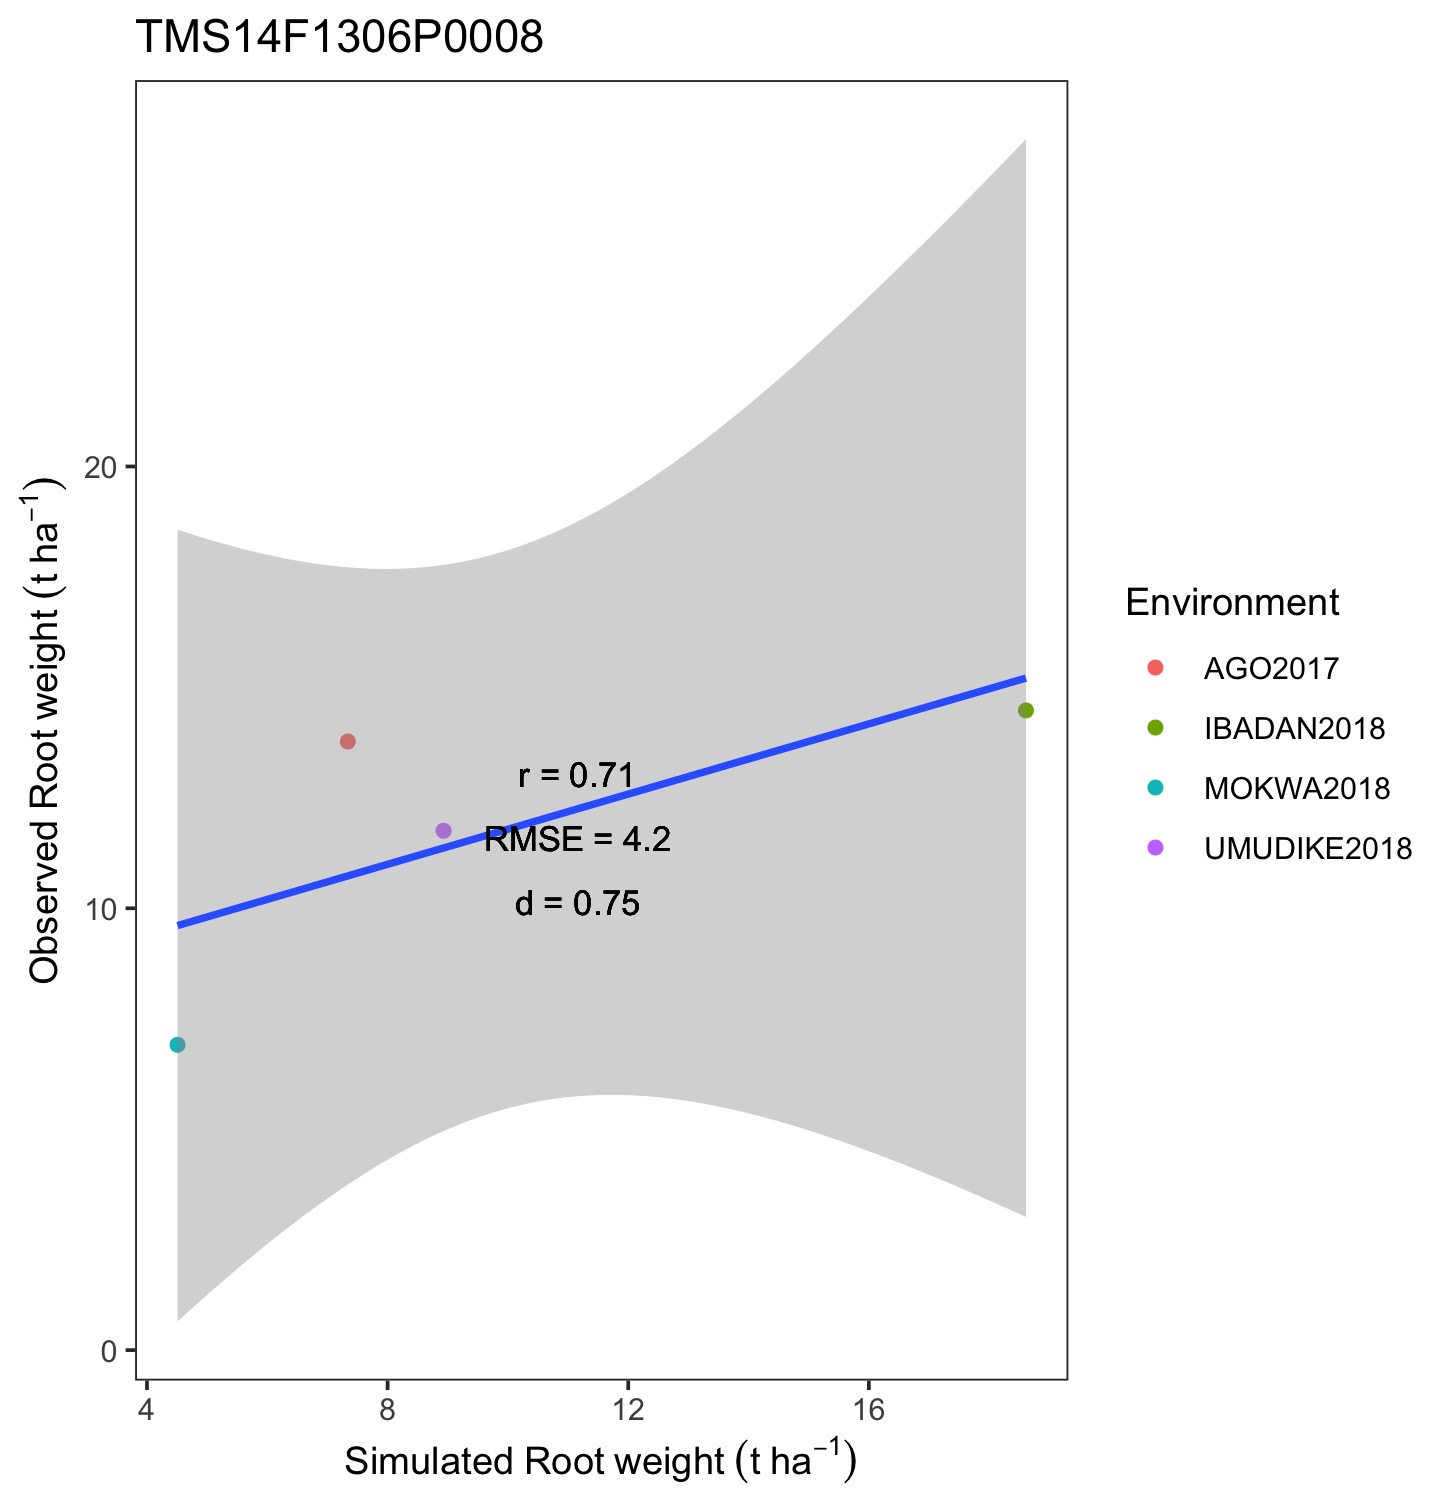 TMS14F1306P0008
Observed Root weight (t ha⁻¹)
20
10
0
r = 0.71
RMSE = 4.2
d = 0.75
4 8 12 16
Simulated Root weight (t ha⁻¹)
Environment
AGO2017
IBADAN2018
MOKWA2018
UMUDIKE2018